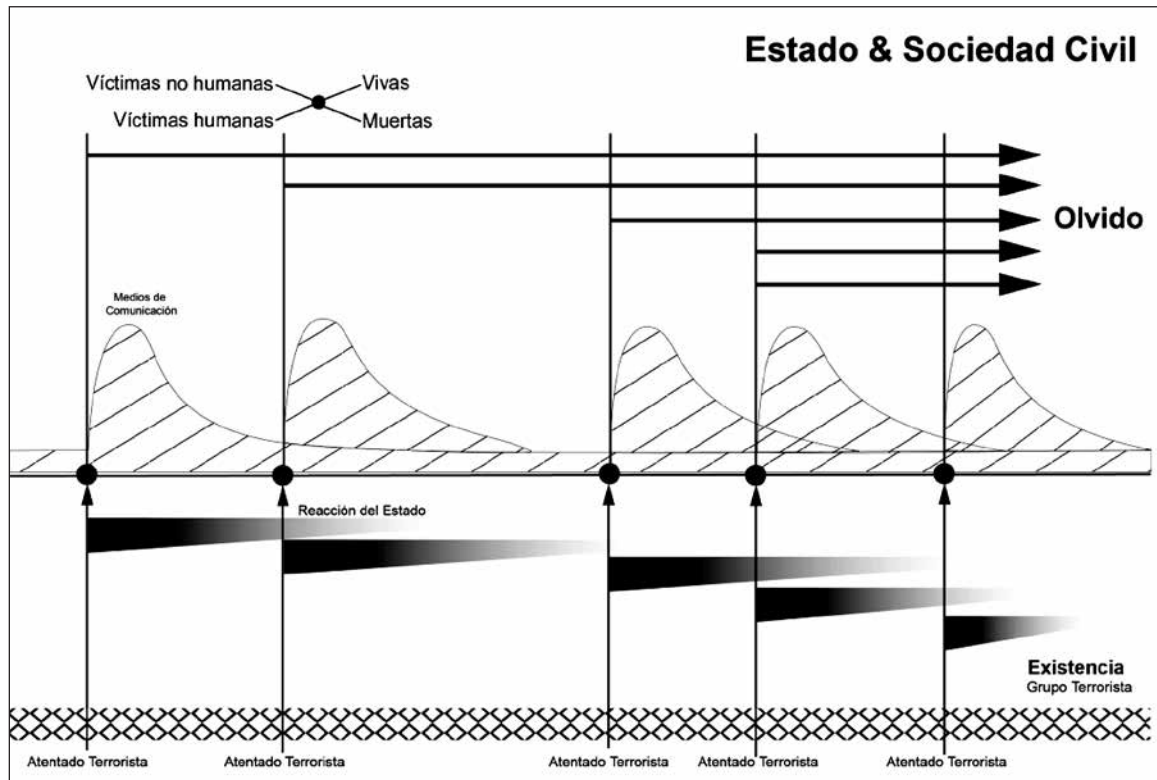 Estado & Sociedad Civil
Víctimas no humanas
Vivas
Víctimas humanas
Muertas
Olvido
Medios de
Comunicación
Reacción del Estado
Existencia
Grupo Terrorista
Atentado Terrorista
Atentado Terrorista
Atentado Terrorista
Atentado Terrorista
Atentado Terrorista